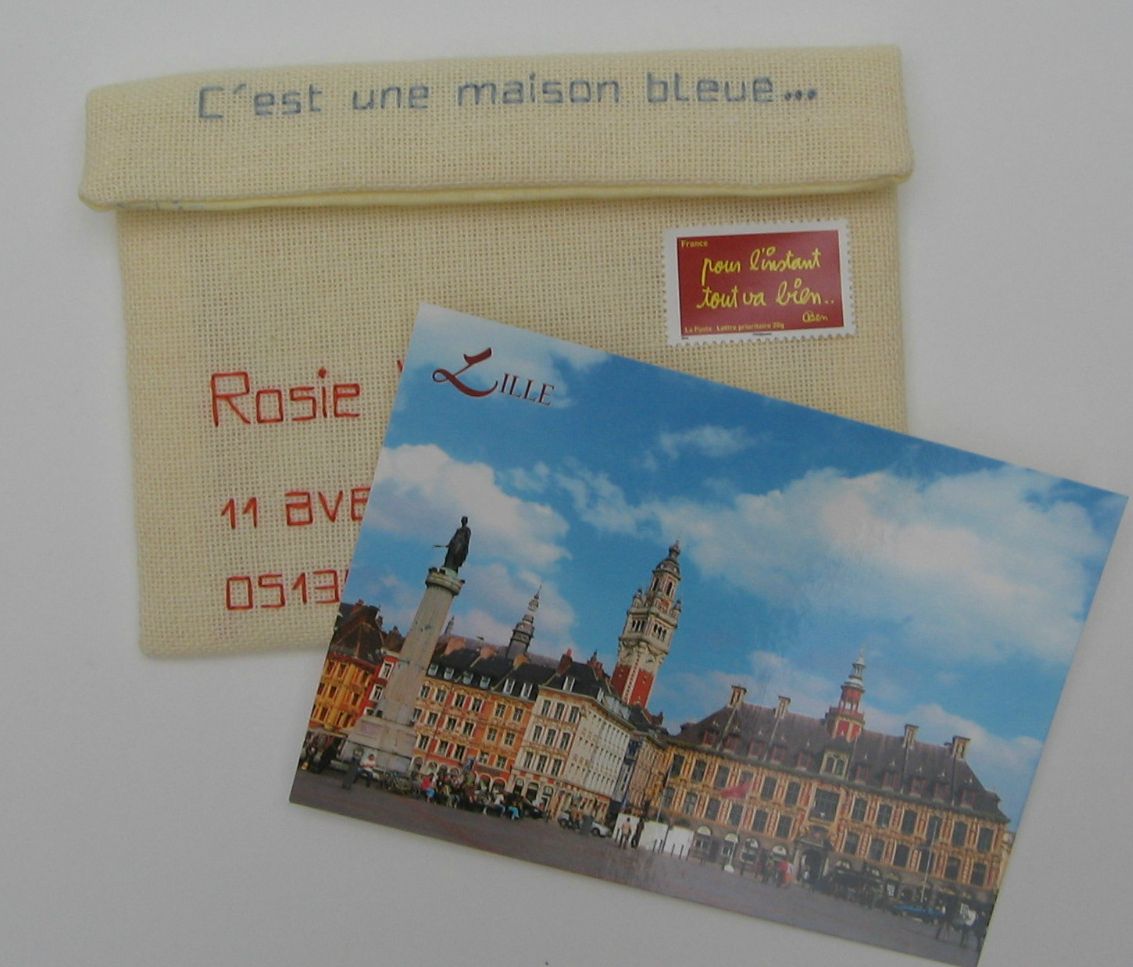 C'est une maison bleue...
France
pour l'instant
tout va bien..
Ben
La Poste Lettre prioritaire 20g
Rosie
LILLE
11 ave
0513